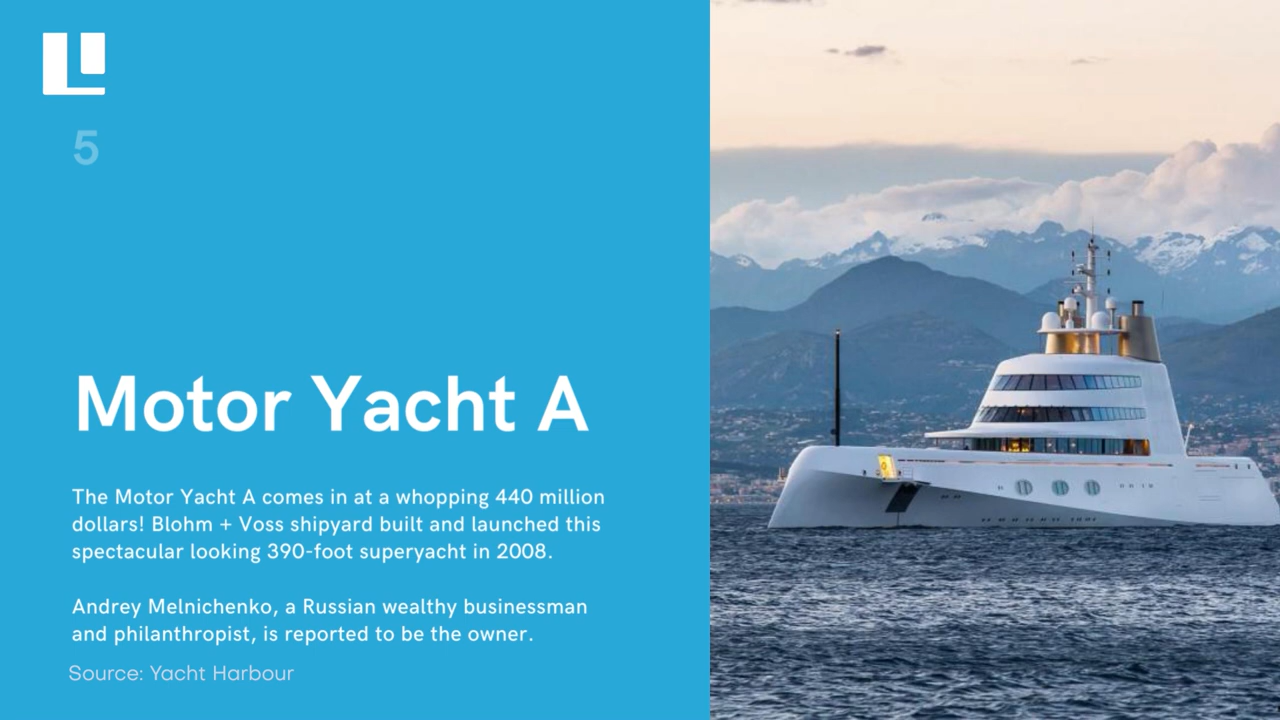 5
Motor Yacht A
The Motor Yacht A comes in at a whopping 440 million
dollars! Blohm + Voss shipyard built and launched this
spectacular looking 390-foot superyacht in 2008.
Andrey Melnichenko, a Russian wealthy businessman
and philanthropist, is reported to be the owner.
Source: Yacht Harbour